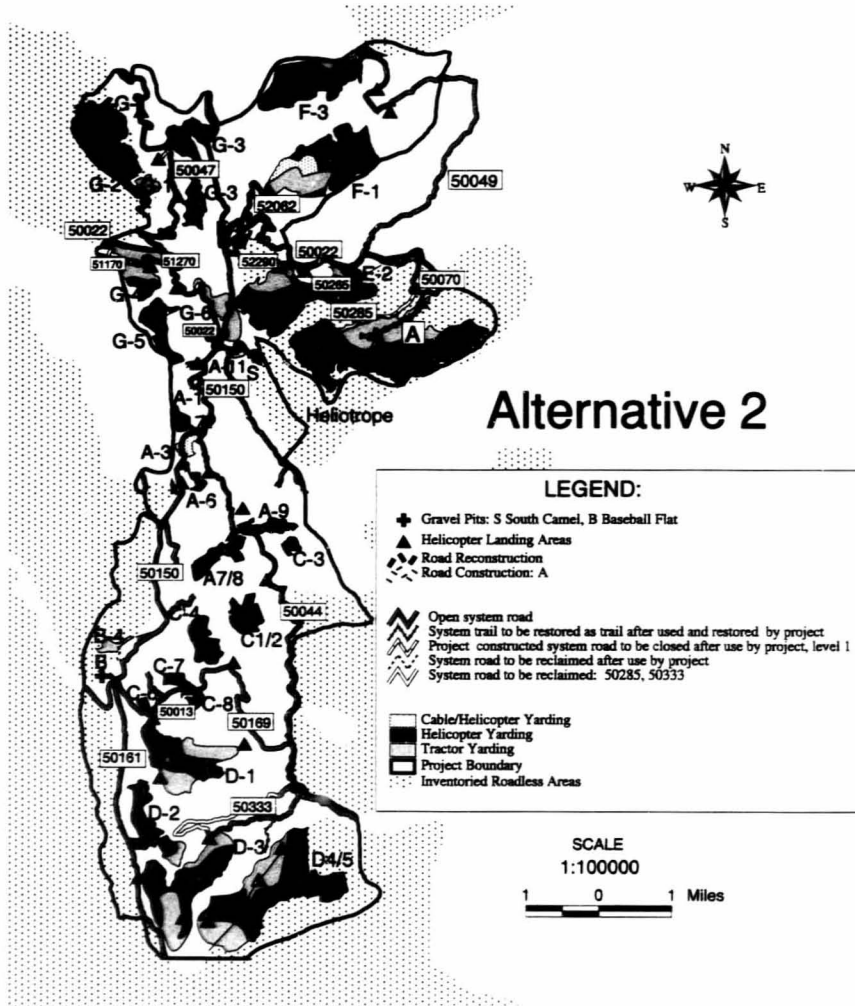 G-1
F-3
G-3
50047
G-2
G-3
F-1
50049
52062
50022
50022
51170
51270
52290
50285
E-2
50070
G-4
G-6
50285
50022
G-5
A
A-11
S
50150
A-1
Heliotrope
Alternative 2
A-3
A-6
A-9
C-3
A7/8
50150
C-4
50044
C1/2
B-4
B
C-7
C-8
50013
50169
50161
D-1
D-2
50333
D-3
D4/5
N
W E
S
LEGEND:
Gravel Pits: S South Camel, B Baseball Flat
Helicopter Landing Areas
Road Reconstruction
Road Construction: A
Open system road
System trail to be restored as trail after used and restored by project
Project constructed system road to be closed after use by project, level 1
System road to be reclaimed after use by project
System road to be reclaimed: 50285, 50333
Cable/Helicopter Yarding
Helicopter Yarding
Tractor Yarding
Project Boundary
Inventoried Roadless Areas
SCALE
1:100000
1 0 1 Miles